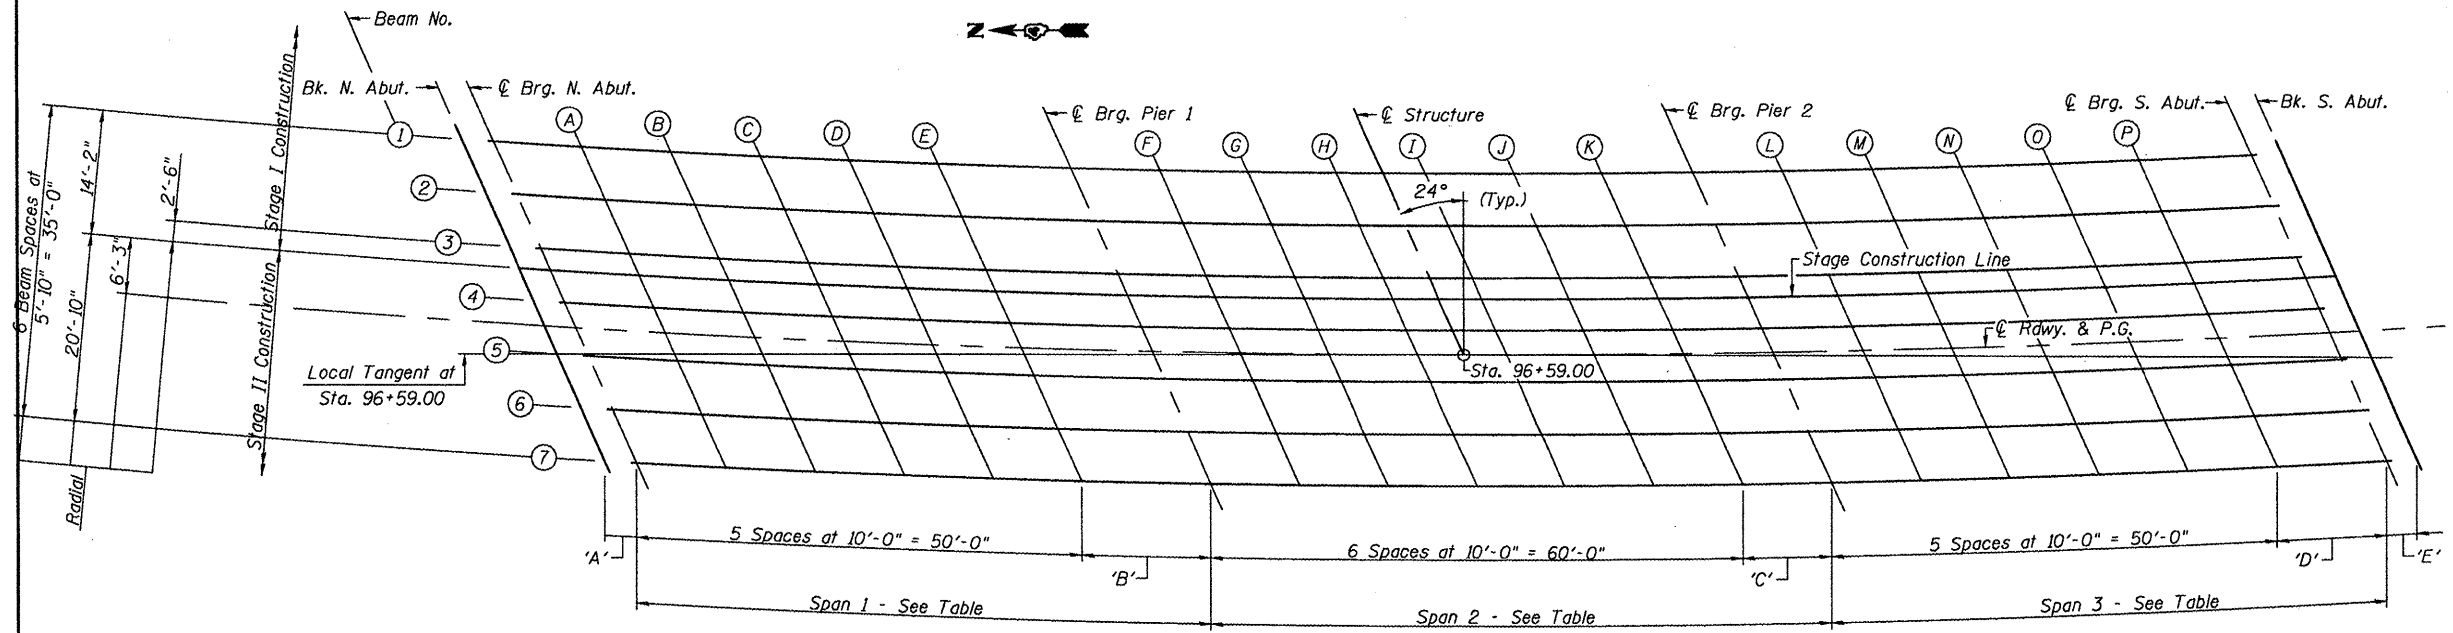 Beam No.
N
Bk. N. Abut.
℄ Brg. N. Abut.
℄ Brg. Pier 1
℄ Structure
℄ Brg. Pier 2
℄ Brg. S. Abut.
Bk. S. Abut.
A
B
C
D
E
F
G
H
I
J
K
L
M
N
O
P
1
2
3
4
5
6
7
6 Beam Spaces at
5'-10" = 35'-0"
14'-2"
20'-10"
6'-3"
2'-6"
Radial
Stage I Construction
Stage II Construction
24°
(Typ.)
Stage Construction Line
℄ Rdwy. & P.G.
Sta. 96+59.00
Local Tangent at
Sta. 96+59.00
'A'
5 Spaces at 10'-0" = 50'-0"
'B'
6 Spaces at 10'-0" = 60'-0"
'C'
5 Spaces at 10'-0" = 50'-0"
'D'
'E'
Span 1 - See Table
Span 2 - See Table
Span 3 - See Table